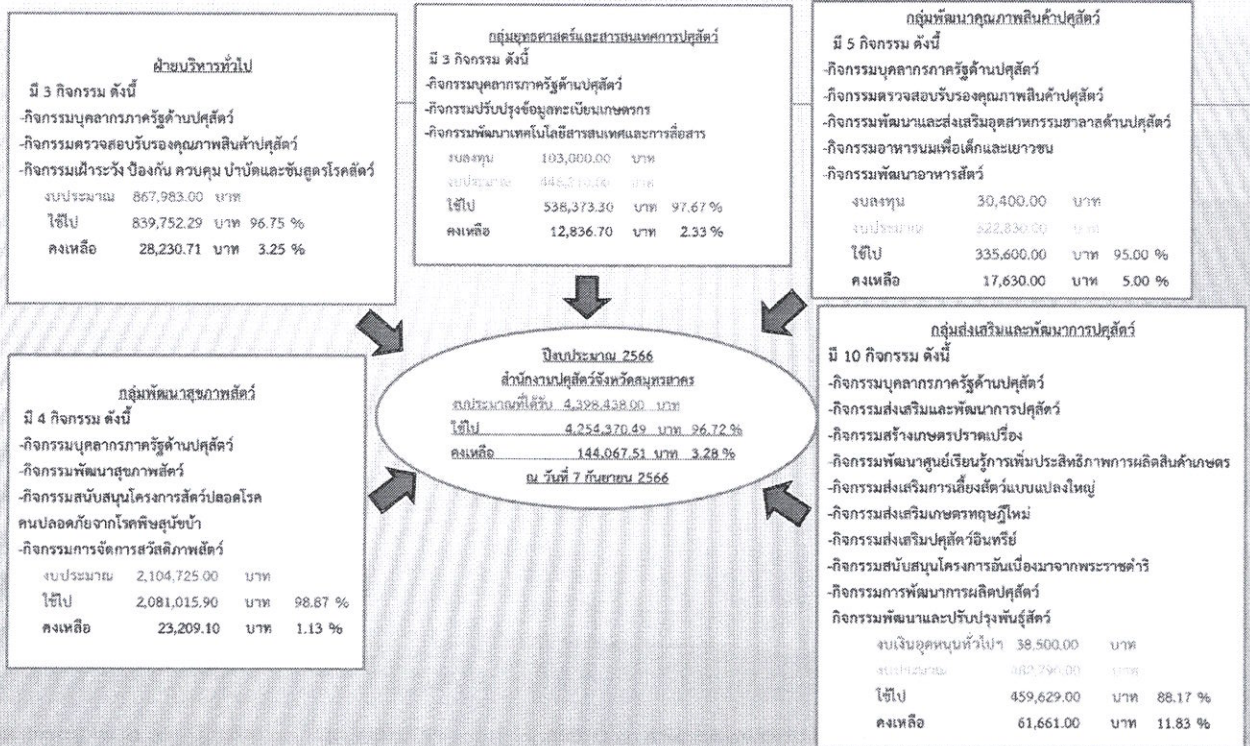 ฝ่ายบริหารทั่วไป
มี 3 กิจกรรม ดังนี้
-กิจกรรมบุคลากรภาครัฐด้านปศุสัตว์
-กิจกรรมตรวจสอบรับรองคุณภาพสินค้าปศุสัตว์
-กิจกรรมเฝ้าระวัง ป้องกัน ควบคุม บำบัดและชันสูตรโรคสัตว์
งบประมาณ 867,983.00 บาท
ใช้ไป 839,752.29 บาท 96.75 %
คงเหลือ 28,230.71 บาท 3.25 %
กลุ่มยุทธศาสตร์และสารสนเทศการปศุสัตว์
มี 3 กิจกรรม ดังนี้
-กิจกรรมบุคลากรภาครัฐด้านปศุสัตว์
-กิจกรรมปรับปรุงข้อมูลทะเบียนเกษตรกร
-กิจกรรมพัฒนาเทคโนโลยีสารสนเทศและการสื่อสาร
งบลงทุน 103,000.00 บาท
งบประมาณ บาท
ใช้ไป 538,373.30 บาท 97.67 %
คงเหลือ 12,836.70 บาท 2.33 %
กลุ่มพัฒนาคุณภาพสินค้าปศุสัตว์
มี 5 กิจกรรม ดังนี้
-กิจกรรมบุคลากรภาครัฐด้านปศุสัตว์
-กิจกรรมตรวจสอบรับรองคุณภาพสินค้าปศุสัตว์
-กิจกรรมพัฒนาและส่งเสริมอุตสาหกรรมฮาลาลด้านปศุสัตว์
-กิจกรรมอาหารนมเพื่อเด็กและเยาวชน
-กิจกรรมพัฒนาอาหารสัตว์
งบลงทุน 30,400.00 บาท
งบประมาณ บาท
ใช้ไป 335,600.00 บาท 95.00 %
คงเหลือ 17,630.00 บาท 5.00 %
ปีงบประมาณ 2566
สำนักงานปศุสัตว์จังหวัดสมุทรสาคร
งบประมาณที่ได้รับ 4,398,438.00 บาท
ใช้ไป 4,254,370.49 บาท 96.72 %
คงเหลือ 144,067.51 บาท 3.28 %
ณ วันที่ 7 กันยายน 2566
กลุ่มพัฒนาสุขภาพสัตว์
มี 4 กิจกรรม ดังนี้
-กิจกรรมบุคลากรภาครัฐด้านปศุสัตว์
-กิจกรรมพัฒนาสุขภาพสัตว์
-กิจกรรมสนับสนุนโครงการสัตว์ปลอดโรค
คนปลอดภัยจากโรคพิษสุนัขบ้า
-กิจกรรมการจัดการสวัสดิภาพสัตว์
งบประมาณ 2,104,725.00 บาท
ใช้ไป 2,081,015.90 บาท 98.87 %
คงเหลือ 23,209.10 บาท 1.13 %
กลุ่มส่งเสริมและพัฒนาการปศุสัตว์
มี 10 กิจกรรม ดังนี้
-กิจกรรมบุคลากรภาครัฐด้านปศุสัตว์
-กิจกรรมส่งเสริมและพัฒนาการปศุสัตว์
-กิจกรรมสร้างเกษตรปราดเปรื่อง
-กิจกรรมพัฒนาศูนย์เรียนรู้การเพิ่มประสิทธิภาพการผลิตสินค้าเกษตร
-กิจกรรมส่งเสริมการเลี้ยงสัตว์แบบแปลงใหญ่
-กิจกรรมส่งเสริมเกษตรทฤษฎีใหม่
-กิจกรรมส่งเสริมปศุสัตว์อินทรีย์
-กิจกรรมสนับสนุนโครงการอันเนื่องมาจากพระราชดำริ
-กิจกรรมการพัฒนาการผลิตปศุสัตว์
กิจกรรมพัฒนาและปรับปรุงพันธุ์สัตว์
งบเงินอุดหนุนทั่วไปฯ 38,500.00 บาท
งบประมาณ บาท
ใช้ไป 459,629.00 บาท 88.17 %
คงเหลือ 61,661.00 บาท 11.83 %